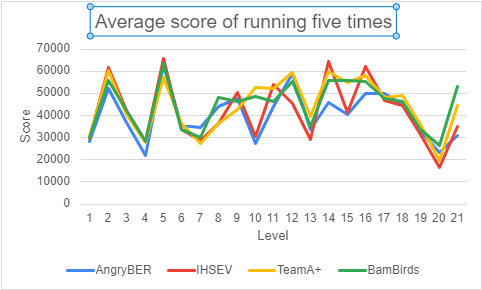 Average score of running five times
70000
60000
50000
40000
30000
20000
10000
0
Score
1 2 3 4 5 6 7 8 9 10 11 12 13 14 15 16 17 18 19 20 21
Level
AngryBER IHSEV TeamA+ BamBirds